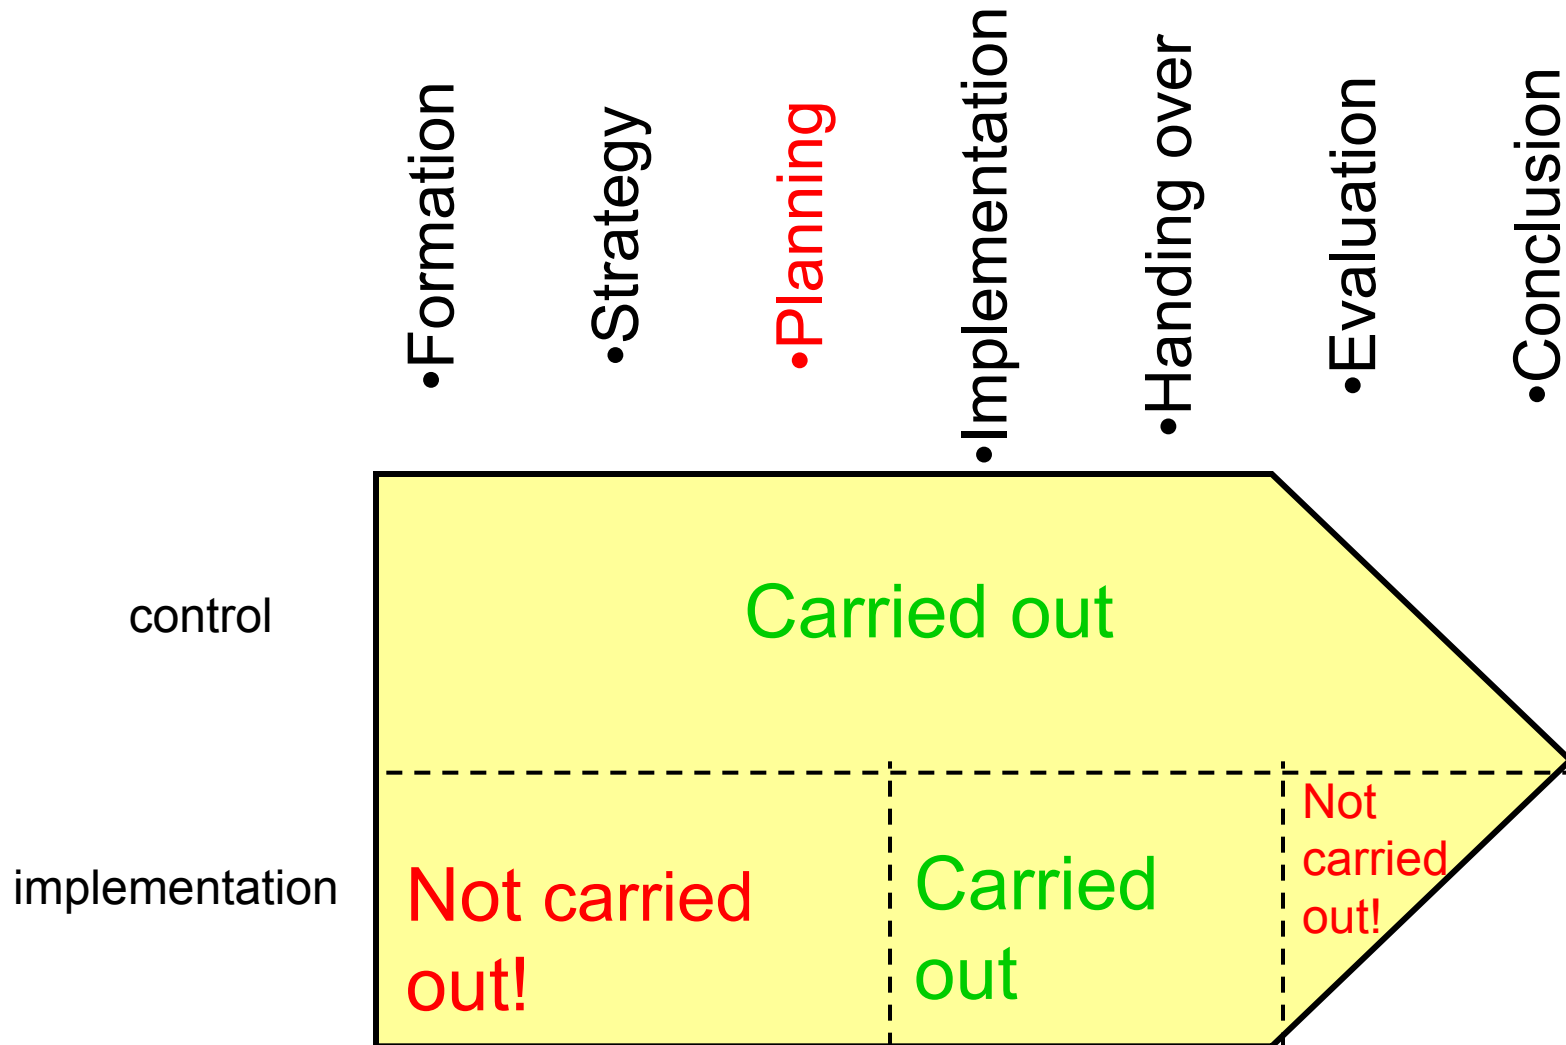 •Formation
•Strategy
•Planning
•Implementation
•Handing over
•Evaluation
•Conclusion
control
Carried out
implementation
Not carried
out!
Carried
out
Not
carried
out!